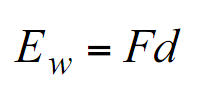 E_w = Fd